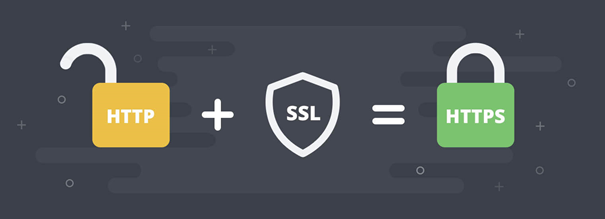 HTTP + SSL = HTTPS